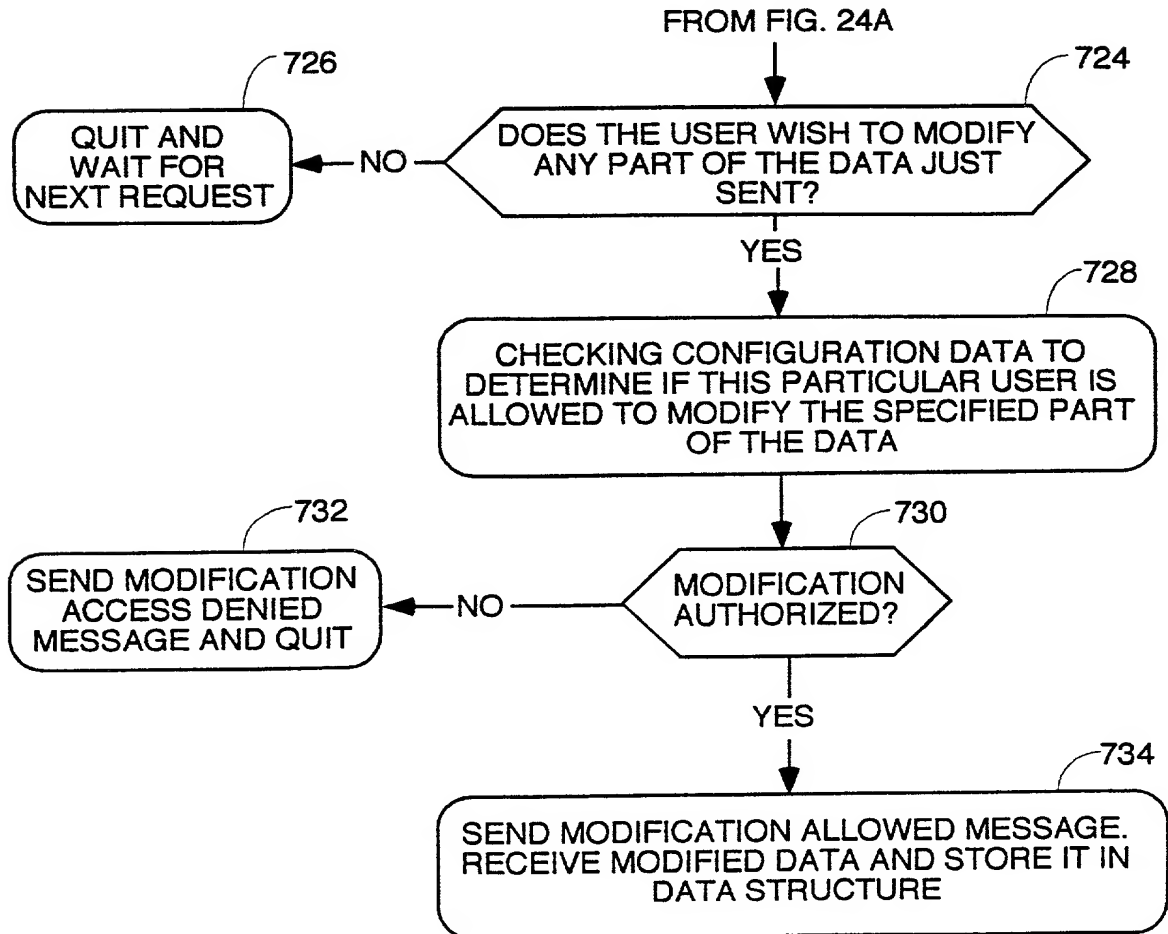 FROM FIG. 24A
726
724
QUIT AND
WAIT FOR
NEXT REQUEST
NO
DOES THE USER WISH TO MODIFY
ANY PART OF THE DATA JUST
SENT?
YES
728
CHECKING CONFIGURATION DATA TO
DETERMINE IF THIS PARTICULAR USER IS
ALLOWED TO MODIFY THE SPECIFIED PART
OF THE DATA
732
730
SEND MODIFICATION
ACCESS DENIED
MESSAGE AND QUIT
NO
MODIFICATION
AUTHORIZED?
YES
734
SEND MODIFICATION ALLOWED MESSAGE.
RECEIVE MODIFIED DATA AND STORE IT IN
DATA STRUCTURE